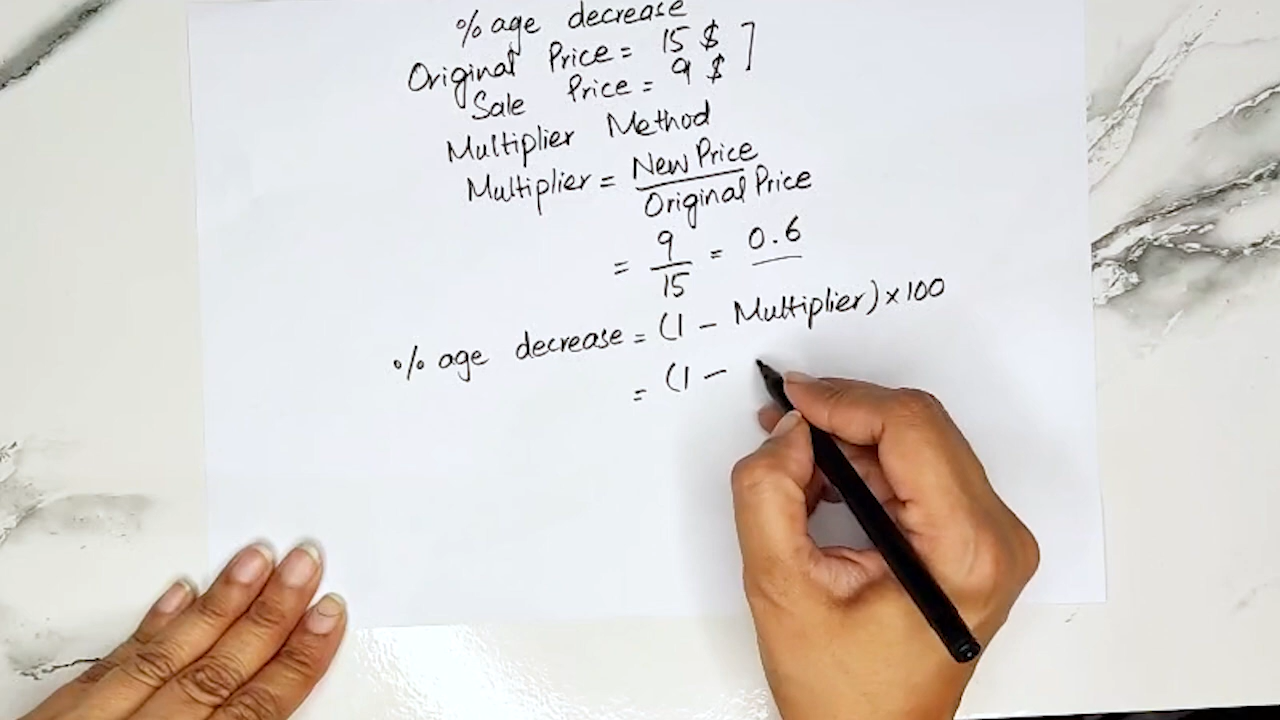 % age decrease
Original Price = 15 $ ]
Sale Price = 9 $
Multiplier Method
Multiplier = New Price
Original Price
= 9/15 = 0.6
% age decrease = (1 - Multiplier) × 100
= (1 -